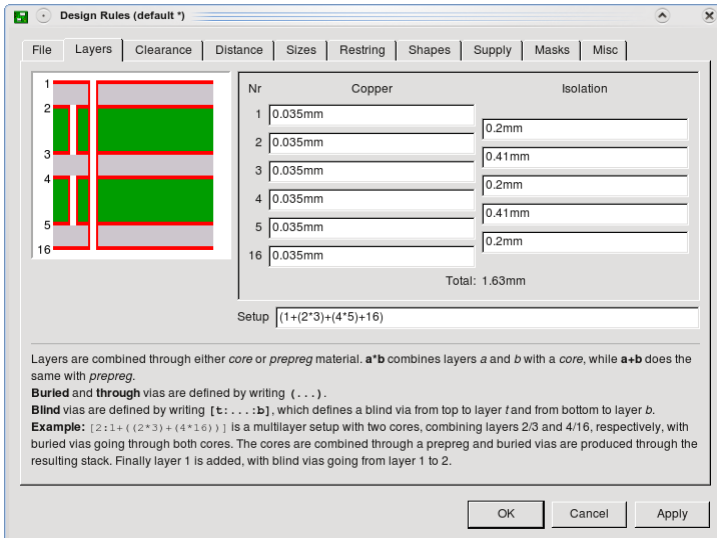 Design Rules (default *)
File Layers Clearance Distance Sizes Restring Shapes Supply Masks Misc
1
2
3
4
5
16
Nr Copper Isolation
1 0.035mm
0.2mm
2 0.035mm
0.41mm
3 0.035mm
0.2mm
4 0.035mm
0.41mm
5 0.035mm
0.2mm
16 0.035mm
Total: 1.63mm
Setup (1+(2*3)+(4*5)+16)
Layers are combined through either core or prepreg material. a*b combines layers a and b with a core, while a+b does the
same with prepreg.
Buried and through vias are defined by writing (...).
Blind vias are defined by writing [t:...:b], which defines a blind via from top to layer t and from bottom to layer b.
Example: [2:1+((2*3)+(4*16))] is a multilayer setup with two cores, combining layers 2/3 and 4/16, respectively, with
buried vias going through both cores. The cores are combined through a prepreg and buried vias are produced through the
resulting stack. Finally layer 1 is added, with blind vias going from layer 1 to 2.
OK Cancel Apply